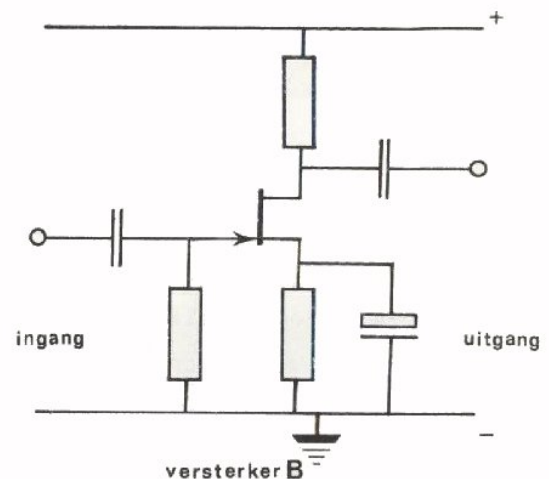 +
ingang
uitgang
−
versterker B